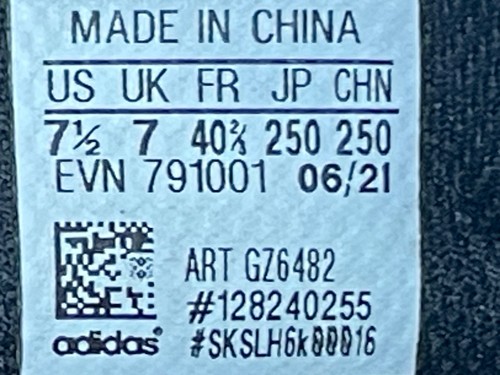 MADE IN CHINA
US UK FR JP CHN
7½ 7 40⅔ 250 250
EVN 791001 06/21
ART GZ6482
#128240255
adidas®